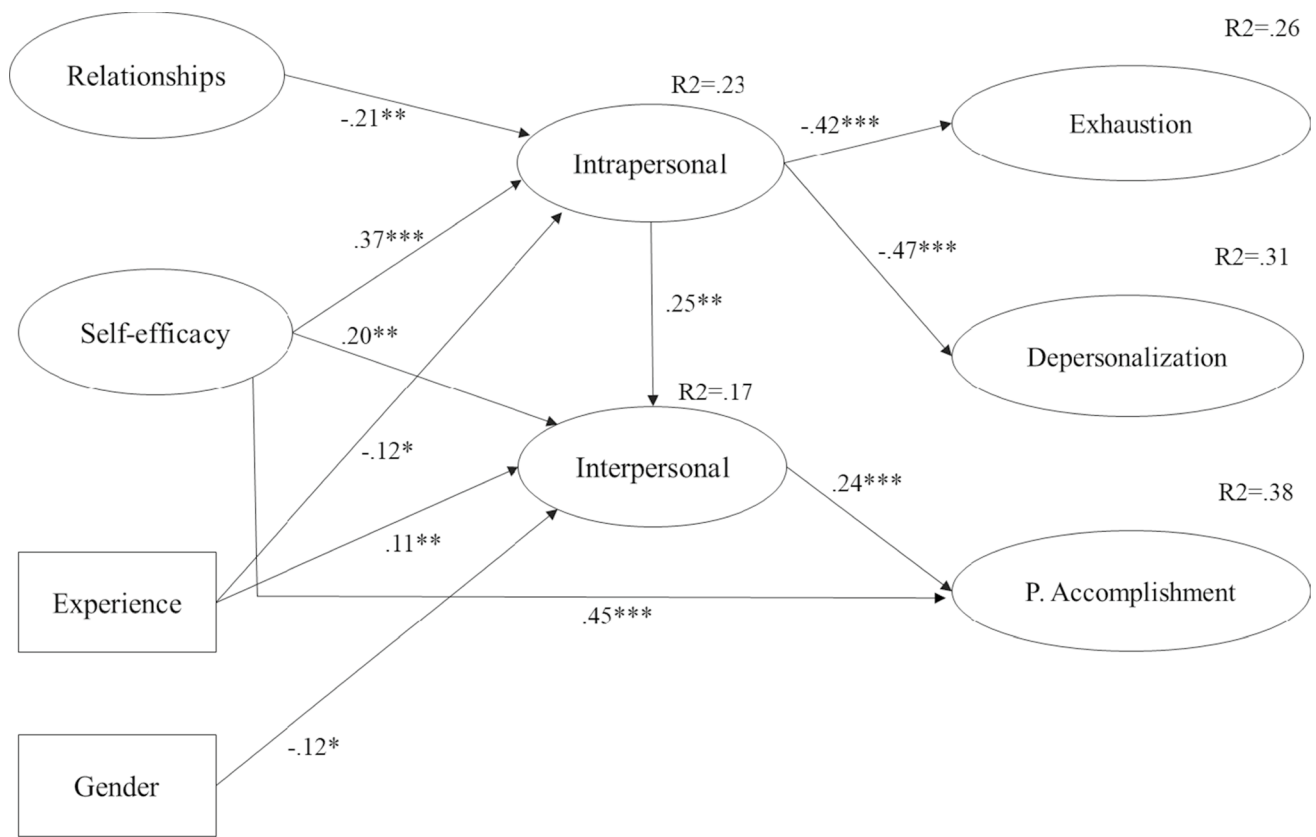 R2=.26
Relationships
R2=.23
-.21**
-.42***
Exhaustion
Intrapersonal
.37***
-.47***
R2=.31
.25**
Self-efficacy
.20**
Depersonalization
R2=.17
-.12*
Interpersonal
.24***
R2=.38
.11**
Experience
P. Accomplishment
.45***
-.12*
Gender